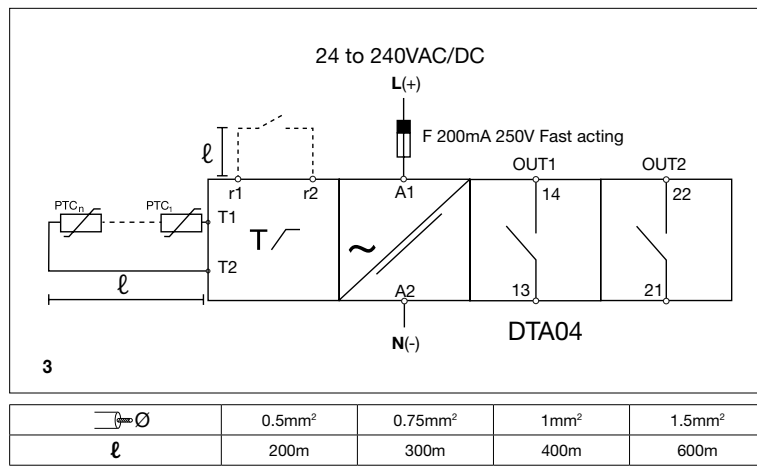 24 to 240VAC/DC
L(+)
F 200mA 250V Fast acting
ℓ
OUT1 OUT2
r1 r2 A1 14 22
PTCn PTC1 T1
T
~
T2
ℓ
A2 13 21
N(-)
DTA04
3
Ø 0.5mm² 0.75mm² 1mm² 1.5mm²
ℓ 200m 300m 400m 600m